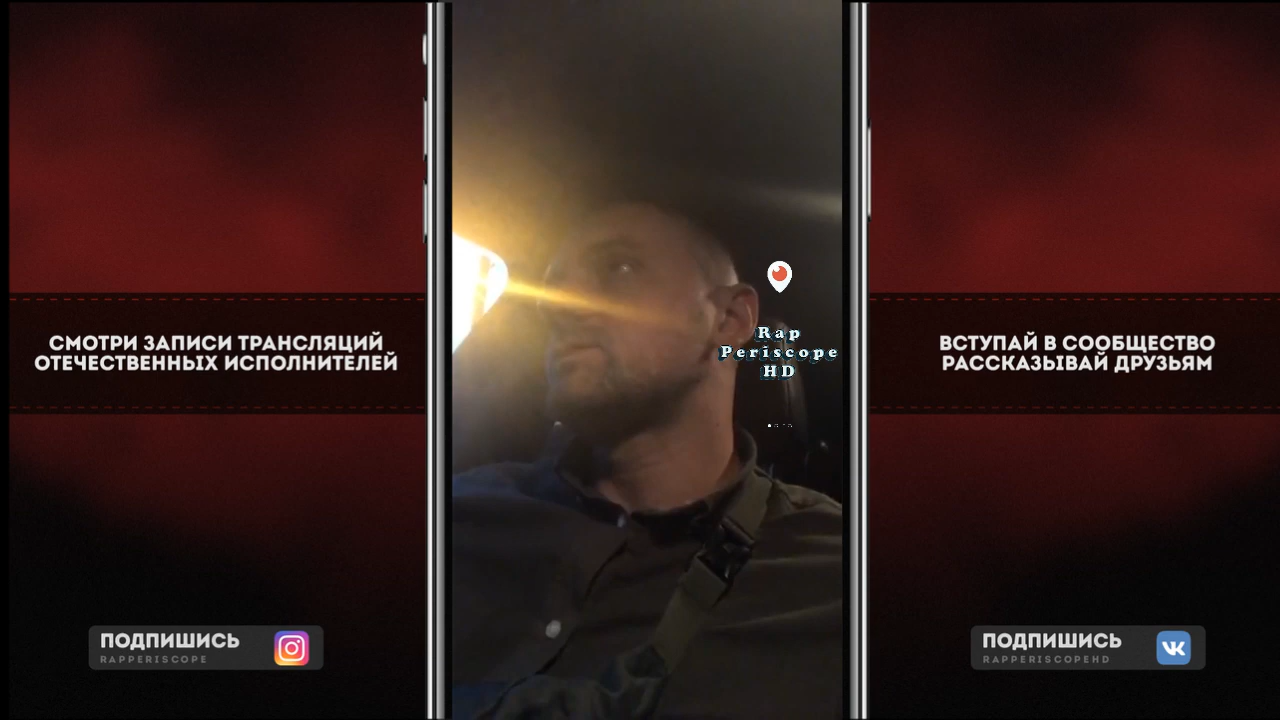 СМОТРИ ЗАПИСИ ТРАНСЛЯЦИЙ
ОТЕЧЕСТВЕННЫХ ИСПОЛНИТЕЛЕЙ
Rap
Periscope
HD
ВСТУПАЙ В СООБЩЕСТВО
РАССКАЗЫВАЙ ДРУЗЬЯМ
ПОДПИШИСЬ
RAPPERISCOPE
ПОДПИШИСЬ
RAPPERISCOPEHD